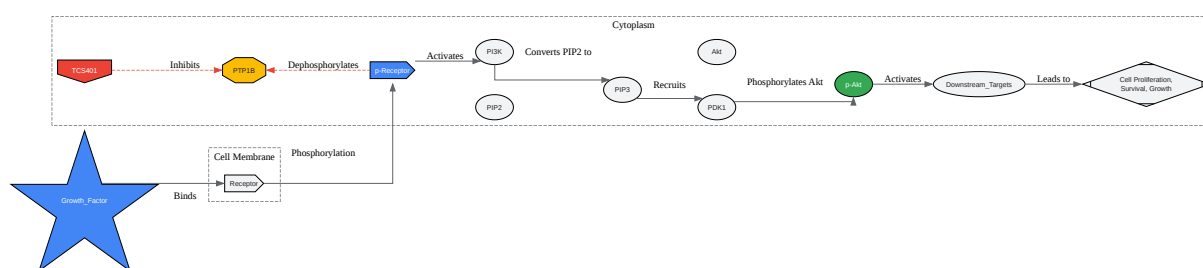 Cytoplasm
TCS401
Inhibits
PTP1B
Dephosphorylates
p-Receptor
Activates
PI3K
Converts PIP2 to
PIP2
PIP3
Recruits
Akt
PDK1
Phosphorylates Akt
p-Akt
Activates
Downstream_Targets
Leads to
Cell Proliferation,
Survival, Growth
Growth_Factor
Binds
Cell Membrane
Receptor
Phosphorylation